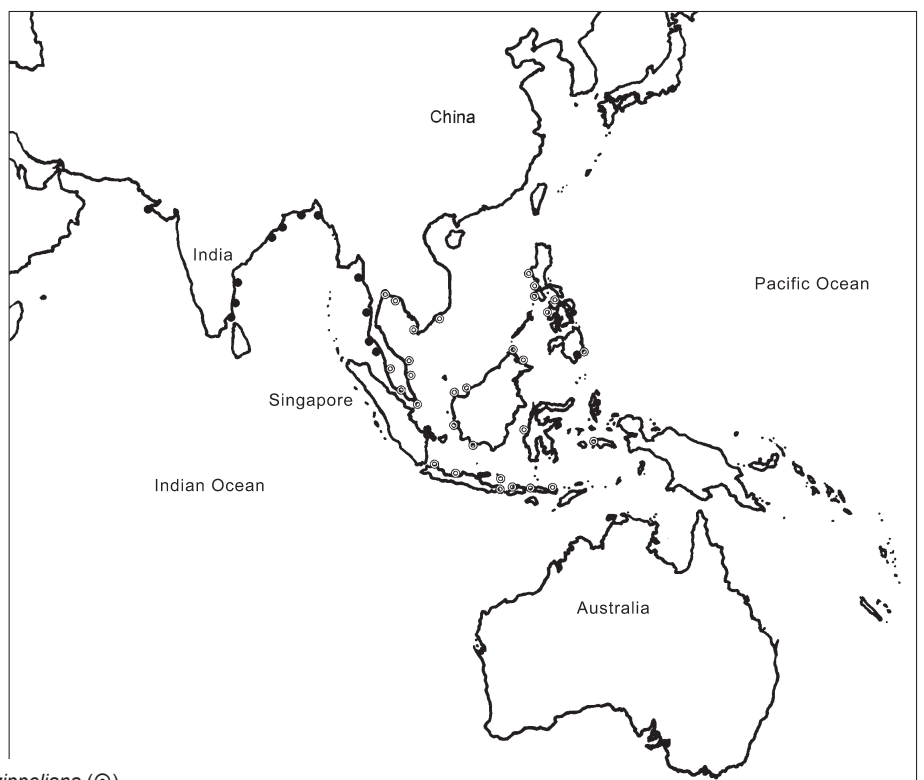 China
India
Pacific Ocean
Singapore
Indian Ocean
Australia